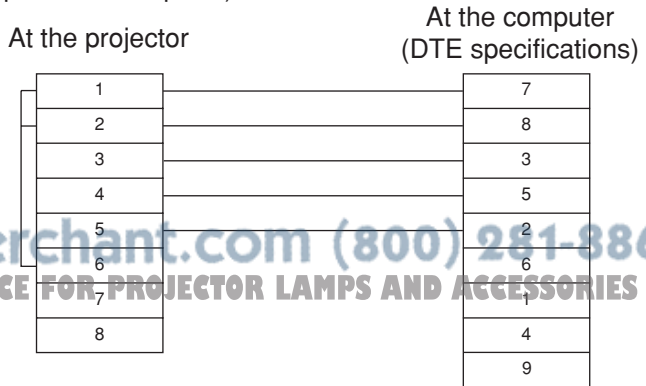 At the projector
At the computer
(DTE specifications)
1 7
2 8
3 3
4 5
5 2
6 6
7 1
8 4
9
erchant.com (800) 281-886
CE FOR PROJECTOR LAMPS AND ACCESSORIES